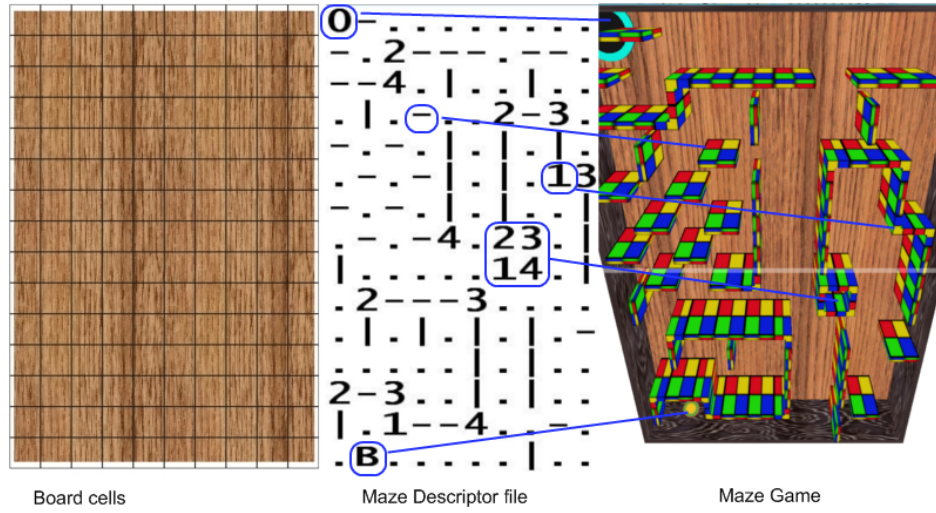 O-........
-.2---.--.
--4.|.|.|.
.|.-..2-3.
-.-.|.|.|.
.-.-|.|.13
-.-.|.|..|
.-.-4.23.|
|.....14.|
.2---3....
.|.|.|.|.-
.....|.|..
2-3..|.|..
|.1--4..-.
.B.....|..
Board cells
Maze Descriptor file
Maze Game